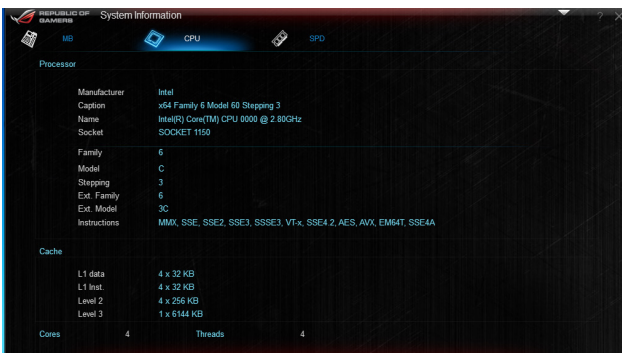 REPUBLIC OF GAMERS System Information ? X
MB CPU SPD
Processor
Manufacturer Intel
Caption x64 Family 6 Model 60 Stepping 3
Name Intel(R) Core(TM) CPU 0000 @ 2.80GHz
Socket SOCKET 1150
Family 6
Model C
Stepping 3
Ext. Family 6
Ext. Model 3C
Instructions MMX, SSE, SSE2, SSE3, SSSE3, VT-x, SSE4.2, AES, AVX, EM64T, SSE4A
Cache
L1 data 4 x 32 KB
L1 Inst. 4 x 32 KB
Level 2 4 x 256 KB
Level 3 1 x 6144 KB
Cores 4 Threads 4